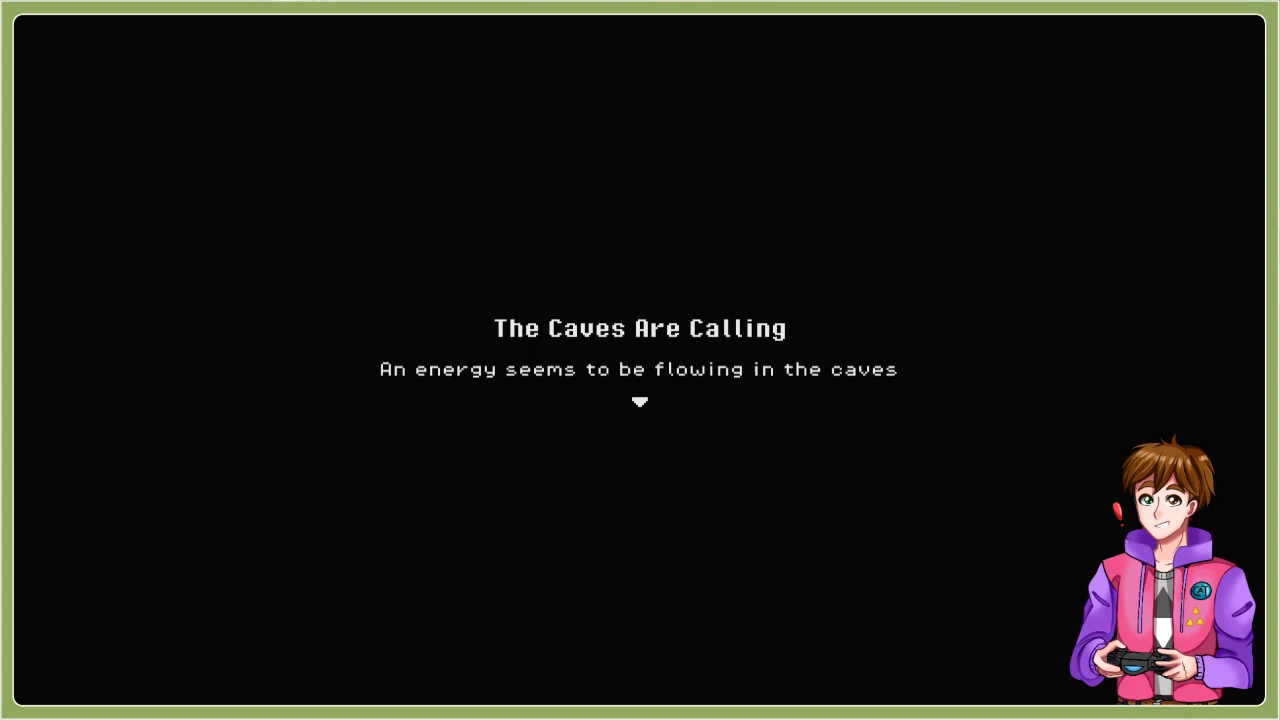 The Caves Are Calling
An energy seems to be flowing in the caves